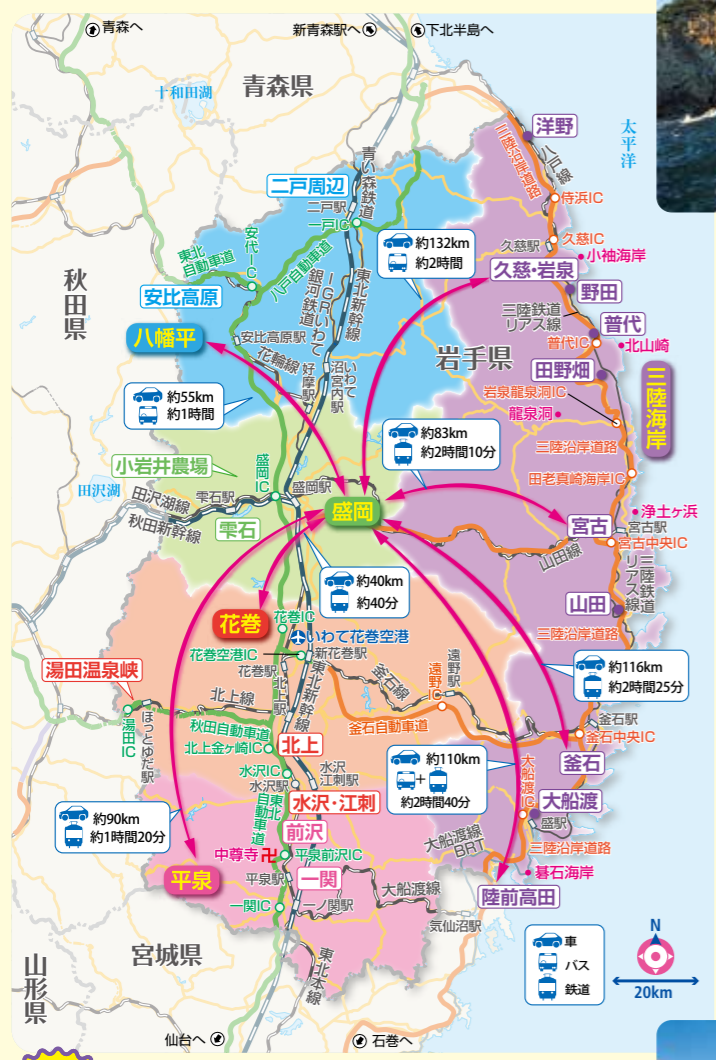 青森へ
新青森駅へ
下北半島へ
青森県
十和田湖
太平洋
洋野
三陸沿岸道路
八戸線
侍浜IC
青い森鉄道
二戸周辺
二戸駅
一戸IC
久慈駅
久慈IC
小袖海岸
約132km
約2時間
久慈・岩泉
野田
東北自動車道
安代IC
八戸自動車道
IGRいわて銀河鉄道
東北新幹線
秋田県
安比高原
八幡平
安比高原駅
花輪線
好摩駅
いわて沼宮内駅
岩手県
三陸鉄道リアス線
普代
普代IC
北山崎
田野畑
三陸海岸
約55km
約1時間
岩泉龍泉洞IC
龍泉洞
約83km
約2時間10分
三陸沿岸道路
田老真崎海岸IC
小岩井農場
田沢湖
盛岡IC
盛岡駅
田沢湖線
雫石駅
秋田新幹線
雫石
盛岡
浄土ヶ浜
宮古
宮古駅
宮古中央IC
山田線
三陸鉄道リアス線
約40km
約40分
山田
三陸沿岸道路
花巻
花巻IC
いわて花巻空港
花巻空港IC
新花巻駅
花巻駅
湯田温泉峡
遠野駅
遠野IC
釜石線
約116km
約2時間25分
北上線
北上駅
東北新幹線
湯田IC
ほっとゆだ駅
秋田自動車道
北上金ヶ崎IC
北上
釜石自動車道
釜石駅
釜石中央IC
釜石
水沢IC
水沢駅
水沢江刺駅
水沢・江刺
約110km
+
約2時間40分
大船渡IC
大船渡
盛駅
約90km
約1時間20分
東北自動車道
前沢
中尊寺
平泉前沢IC
大船渡線BRT
三陸沿岸道路
碁石海岸
平泉
平泉駅
一関
陸前高田
一関IC
一ノ関駅
大船渡線
気仙沼駅
宮城県
山形県
東北本線
車
バス
鉄道
N
20km
仙台へ
石巻へ